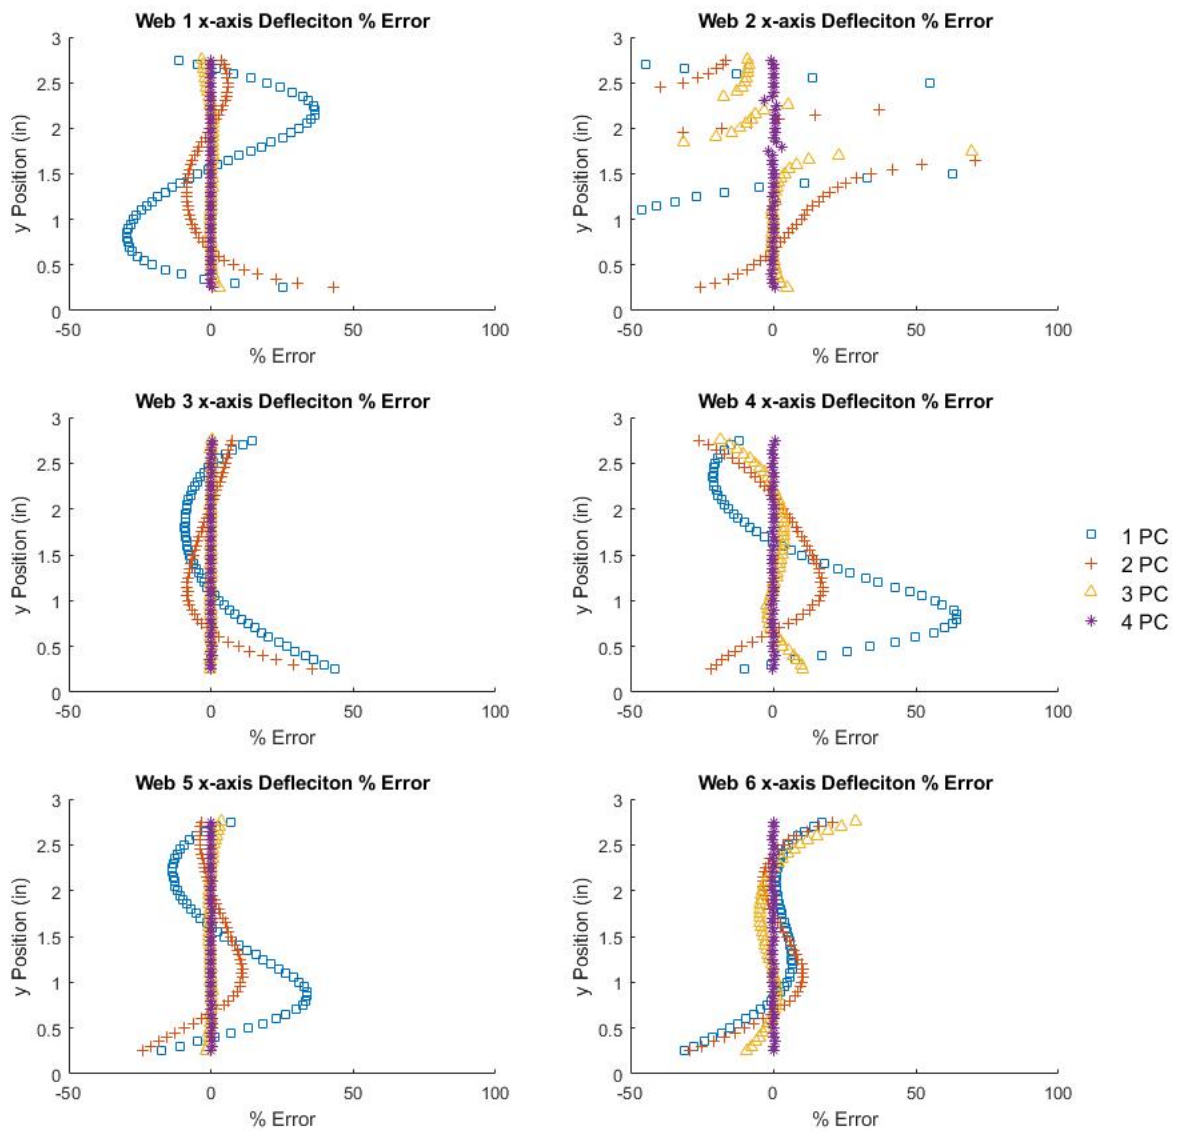 Web 1 x-axis Defleciton % Error
3
2.5
2
1.5
1
0.5
0
y Position (in)
-50 0 50 100
% Error
Web 2 x-axis Defleciton % Error
3
2.5
2
1.5
1
0.5
0
y Position (in)
-50 0 50 100
% Error
Web 3 x-axis Defleciton % Error
3
2.5
2
1.5
1
0.5
0
y Position (in)
-50 0 50 100
% Error
Web 4 x-axis Defleciton % Error
3
2.5
2
1.5
1
0.5
0
y Position (in)
-50 0 50 100
% Error
1 PC
2 PC
3 PC
4 PC
Web 5 x-axis Defleciton % Error
3
2.5
2
1.5
1
0.5
0
y Position (in)
-50 0 50 100
% Error
Web 6 x-axis Defleciton % Error
3
2.5
2
1.5
1
0.5
0
y Position (in)
-50 0 50 100
% Error